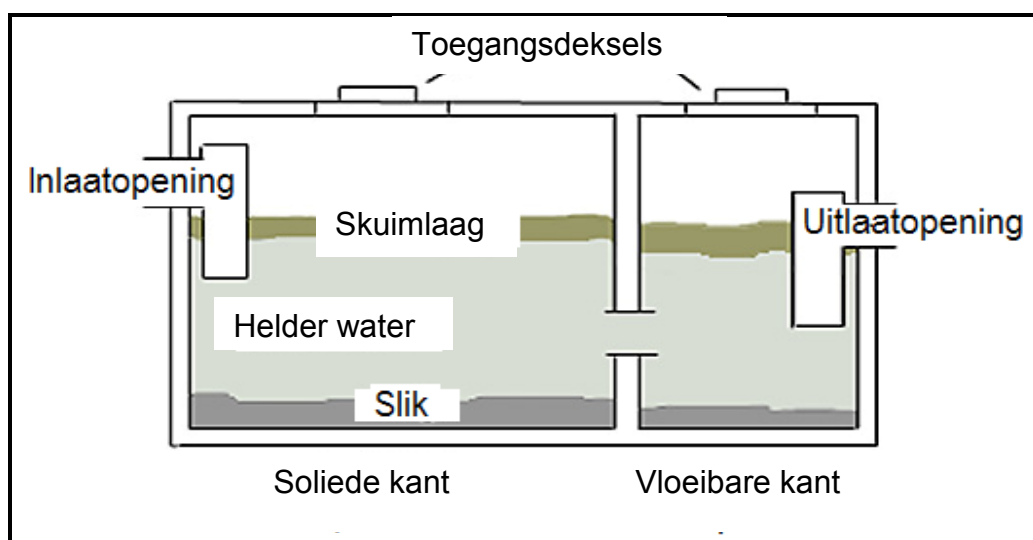 Toegangsdeksels
Inlaatopening
Skuimlaag
Uitlaatopening
Helder water
Slik
Soliede kant
Vloeibare kant